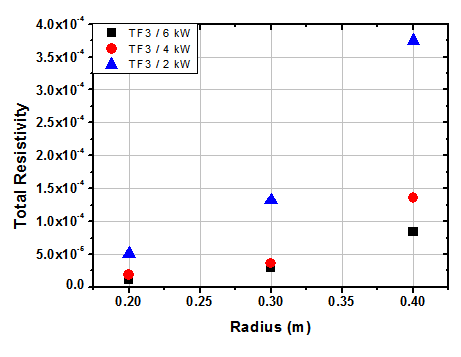 4.0x10⁻⁴
TF3 / 6 kW
TF3 / 4 kW
TF3 / 2 kW
3.5x10⁻⁴
3.0x10⁻⁴
2.5x10⁻⁴
2.0x10⁻⁴
1.5x10⁻⁴
1.0x10⁻⁴
5.0x10⁻⁶
0.0
Total Resistivity
0.20 0.25 0.30 0.35 0.40
Radius (m)